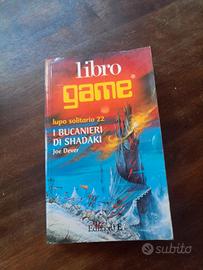 libro
game®
lupo solitario 22
I BUCANIERI
DI SHADAKI
Joe Dever
Edizioni EL
subito